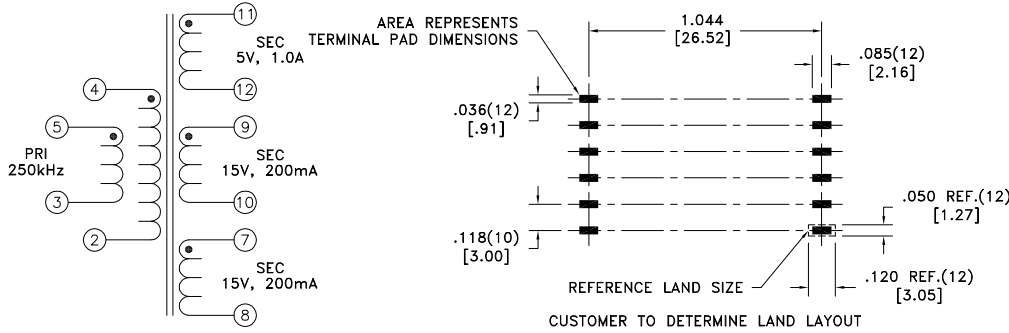 11
SEC
5V, 1.0A
12
4
5
9
PRI
250kHz
SEC
15V, 200mA
3
10
2
7
SEC
15V, 200mA
8
AREA REPRESENTS
TERMINAL PAD DIMENSIONS
1.044
[26.52]
.085(12)
[2.16]
.036(12)
[.91]
.050 REF.(12)
[1.27]
.118(10)
[3.00]
REFERENCE LAND SIZE
.120 REF.(12)
[3.05]
CUSTOMER TO DETERMINE LAND LAYOUT